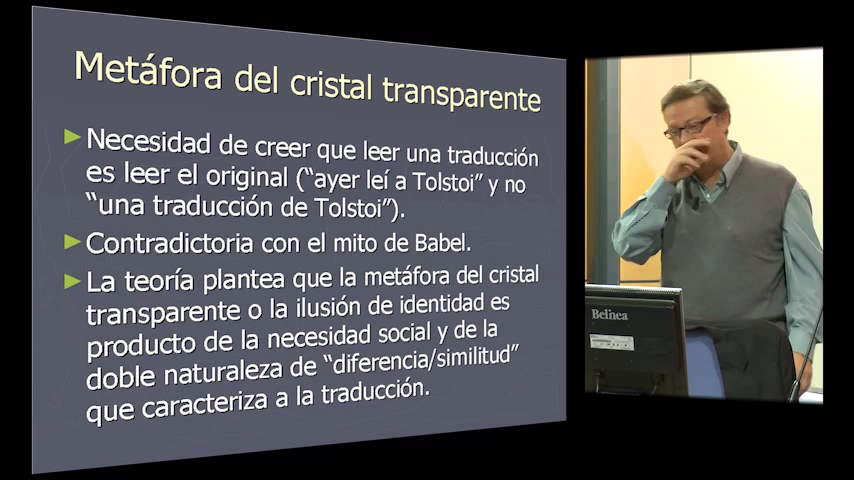 Metáfora del cristal transparente
Necesidad de creer que leer una traducción
es leer el original (“ayer leí a Tolstoi” y no
“una traducción de Tolstoi”).
Contradictoria con el mito de Babel.
La teoría plantea que la metáfora del cristal
transparente o la ilusión de identidad es
producto de la necesidad social y de la
doble naturaleza de “diferencia/similitud”
que caracteriza a la traducción.
Belinea